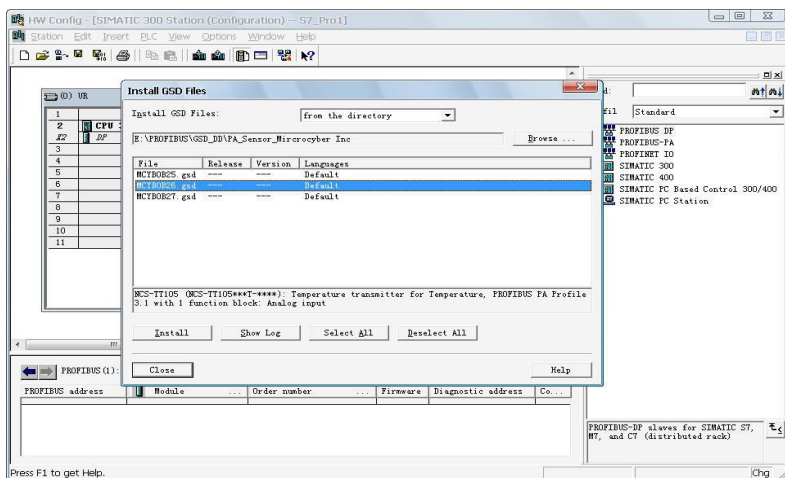 HW Config - [SIMATIC 300 Station (Configuration) -- S7_Pro1]
Station Edit Insert PLC View Options Window Help
(0) UR
1
2 CPU
X2 DP
3
4
5
6
7
8
9
10
11
Install GSD Files
Install GSD Files: from the directory
E:\PROFIBUS\GSD_DD\PA_Sensor_Mircrocyber Inc Browse ...
File Release Version Languages
MCYB0B25.gsd --- --- Default
MCYB0B26.gsd --- --- Default
MCYB0B27.gsd --- --- Default
NCS-TT105 (NCS-TT105***T-****): Temperature transmitter for Temperature, PROFIBUS PA Profile
3.1 with 1 function block: Analog input
Install Show Log Select All Deselect All
Close Help
d:
fil Standard
PROFIBUS DP
PROFIBUS-PA
PROFINET IO
SIMATIC 300
SIMATIC 400
SIMATIC PC Based Control 300/400
SIMATIC PC Station
PROFIBUS(1):
PROFIBUS address Module ... Order number ... Firmware Diagnostic address Co...
PROFIBUS-DP slaves for SIMATIC S7,
M7, and C7 (distributed rack)
Press F1 to get Help. Chg